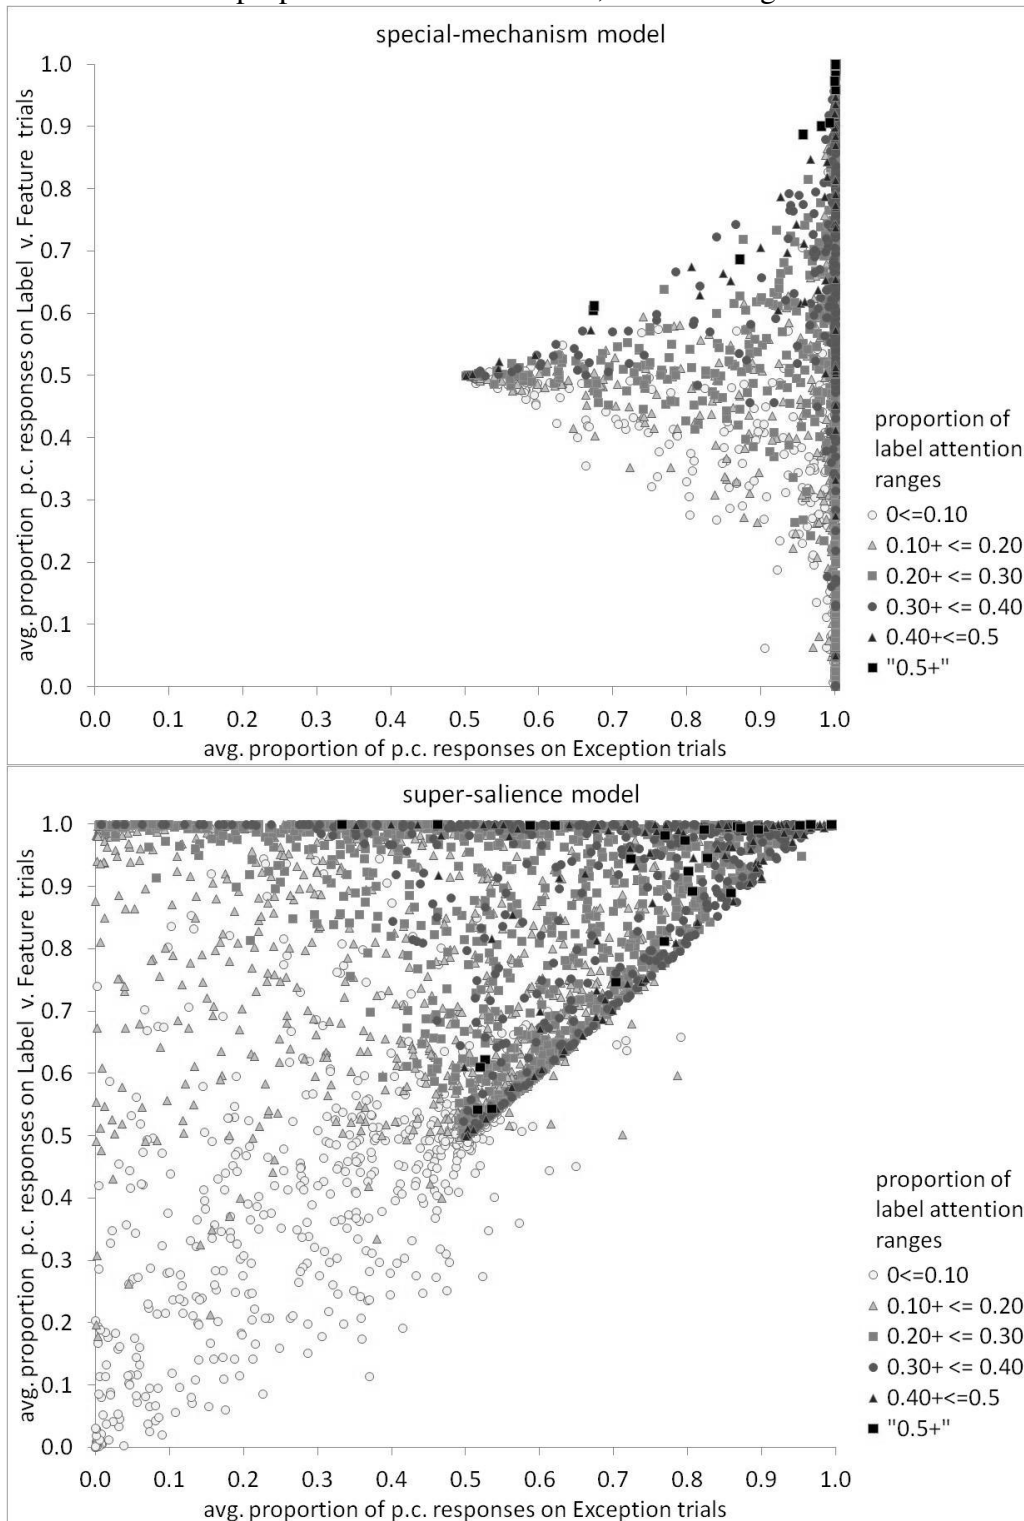 special-mechanism model
avg. proportion p.c. responses on Label v. Feature trials
1.0
0.9
0.8
0.7
0.6
0.5
0.4
0.3
0.2
0.1
0.0
0.0 0.1 0.2 0.3 0.4 0.5 0.6 0.7 0.8 0.9 1.0
avg. proportion of p.c. responses on Exception trials
proportion of
label attention
ranges
0<=0.10
0.10+ <= 0.20
0.20+ <= 0.30
0.30+ <= 0.40
0.40+<=0.5
"0.5+"
super-salience model
avg. proportion p.c. responses on Label v. Feature trials
1.0
0.9
0.8
0.7
0.6
0.5
0.4
0.3
0.2
0.1
0.0
0.0 0.1 0.2 0.3 0.4 0.5 0.6 0.7 0.8 0.9 1.0
avg. proportion of p.c. responses on Exception trials
proportion of
label attention
ranges
0<=0.10
0.10+ <= 0.20
0.20+ <= 0.30
0.30+ <= 0.40
0.40+<=0.5
"0.5+"